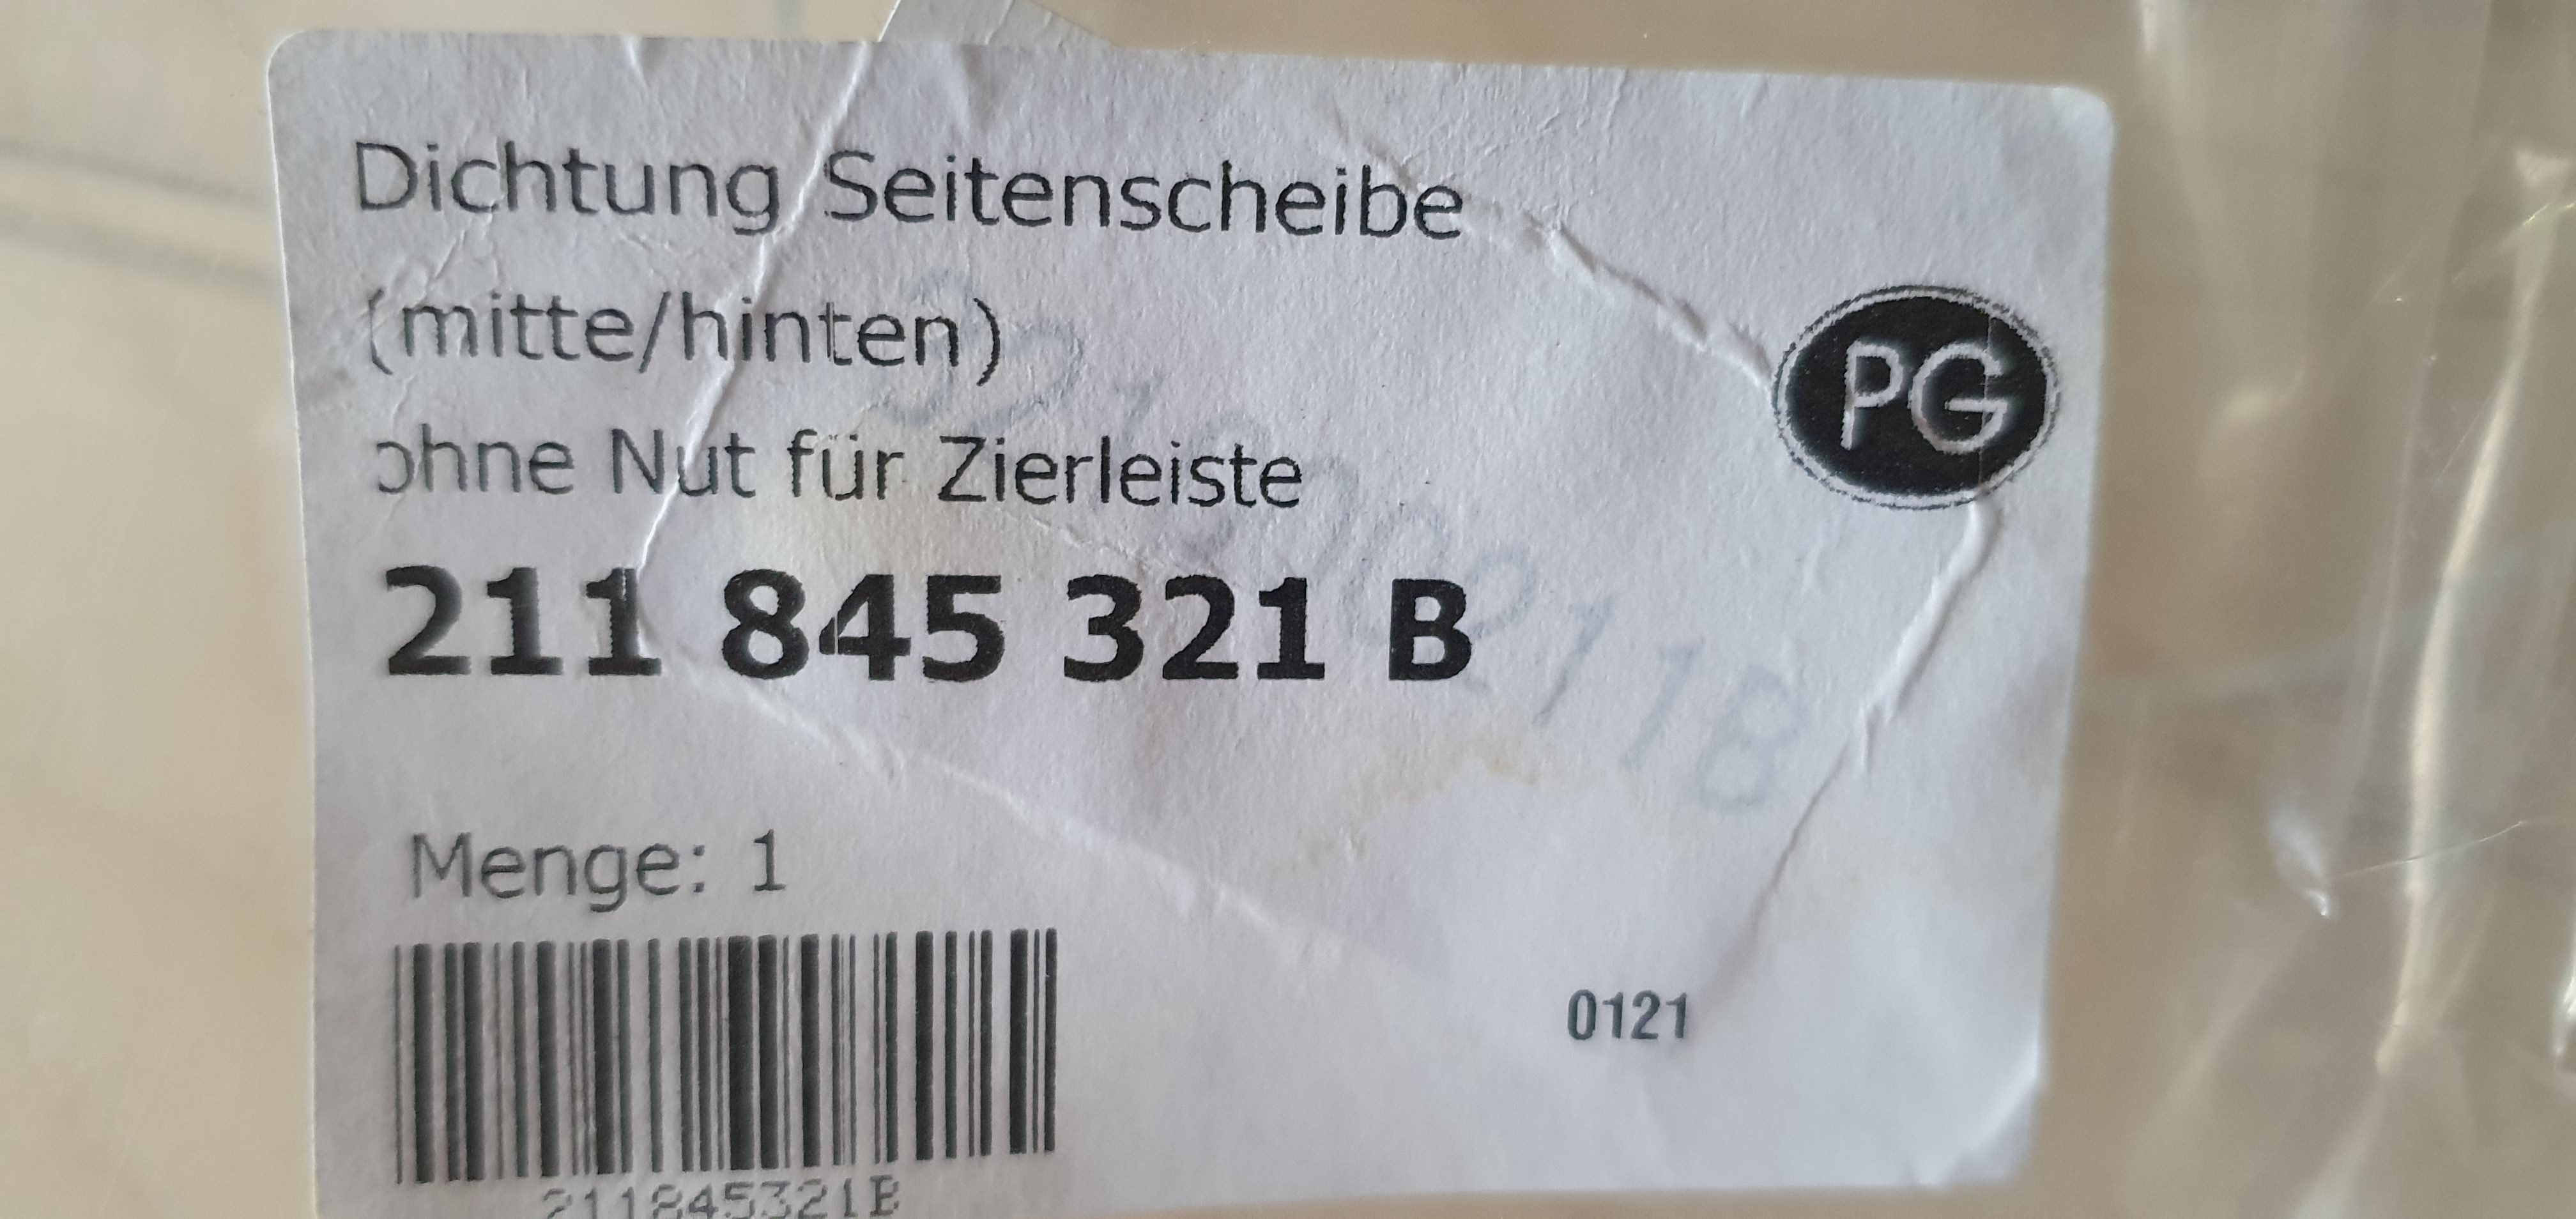 Dichtung Seitenscheibe
(mitte/hinten)
ohne Nut für Zierleiste
PG
211 845 321 B
Menge: 1
0121
211845321B